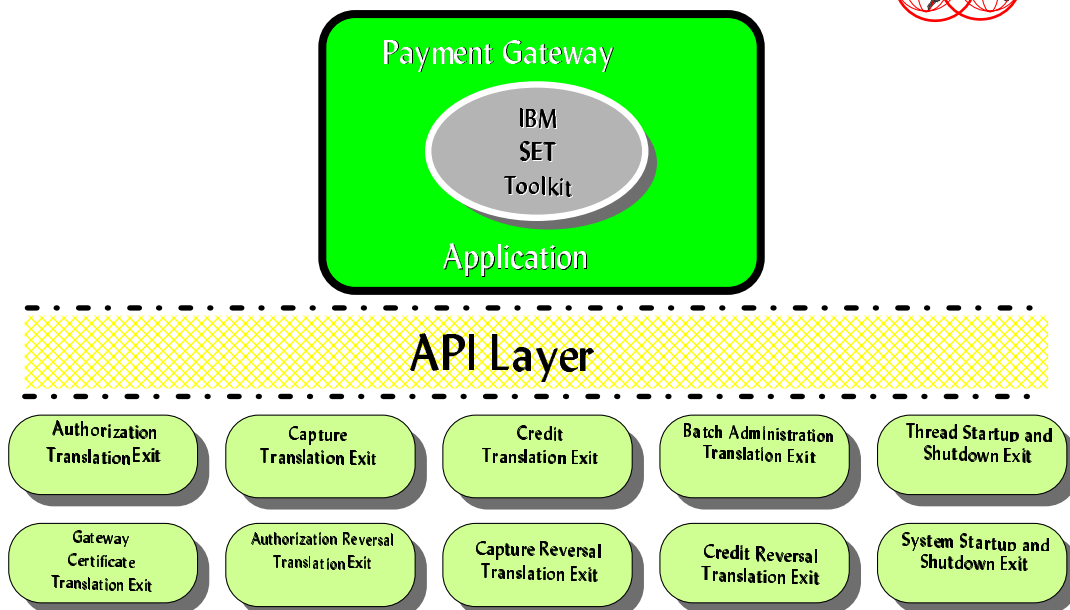 Payment Gateway
IBM
SET
Toolkit
Application
API Layer
Authorization
Translation Exit
Capture
Translation Exit
Credit
Translation Exit
Batch Administration
Translation Exit
Thread Startup and
Shutdown Exit
Gateway
Certificate
Translation Exit
Authorization Reversal
Translation Exit
Capture Reversal
Translation Exit
Credit Reversal
Translation Exit
System Startup and
Shutdown Exit